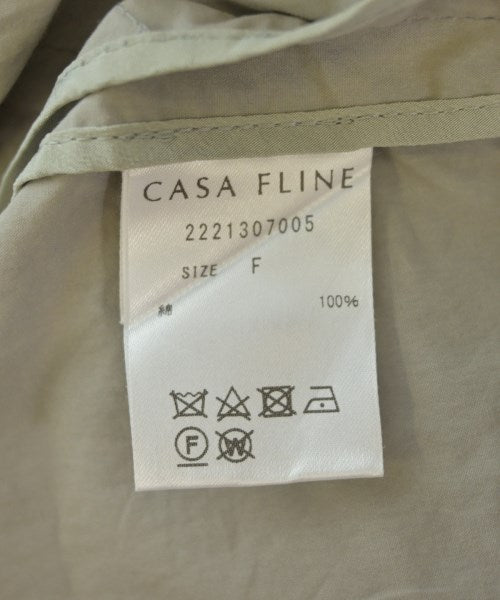 CASA FLINE
2221307005
SIZE F
綿 100%
F W